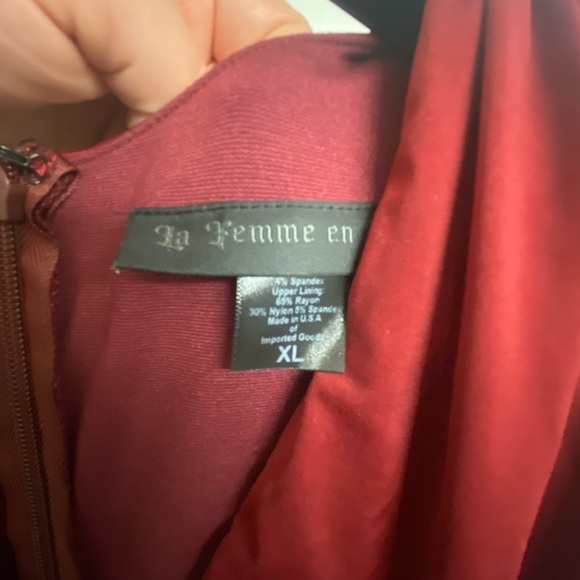 La Femme en
4% Spandex
Upper Lining:
65% Rayon
30% Nylon 5% Spandex
Made in U.S.A
of
Imported Goods
XL